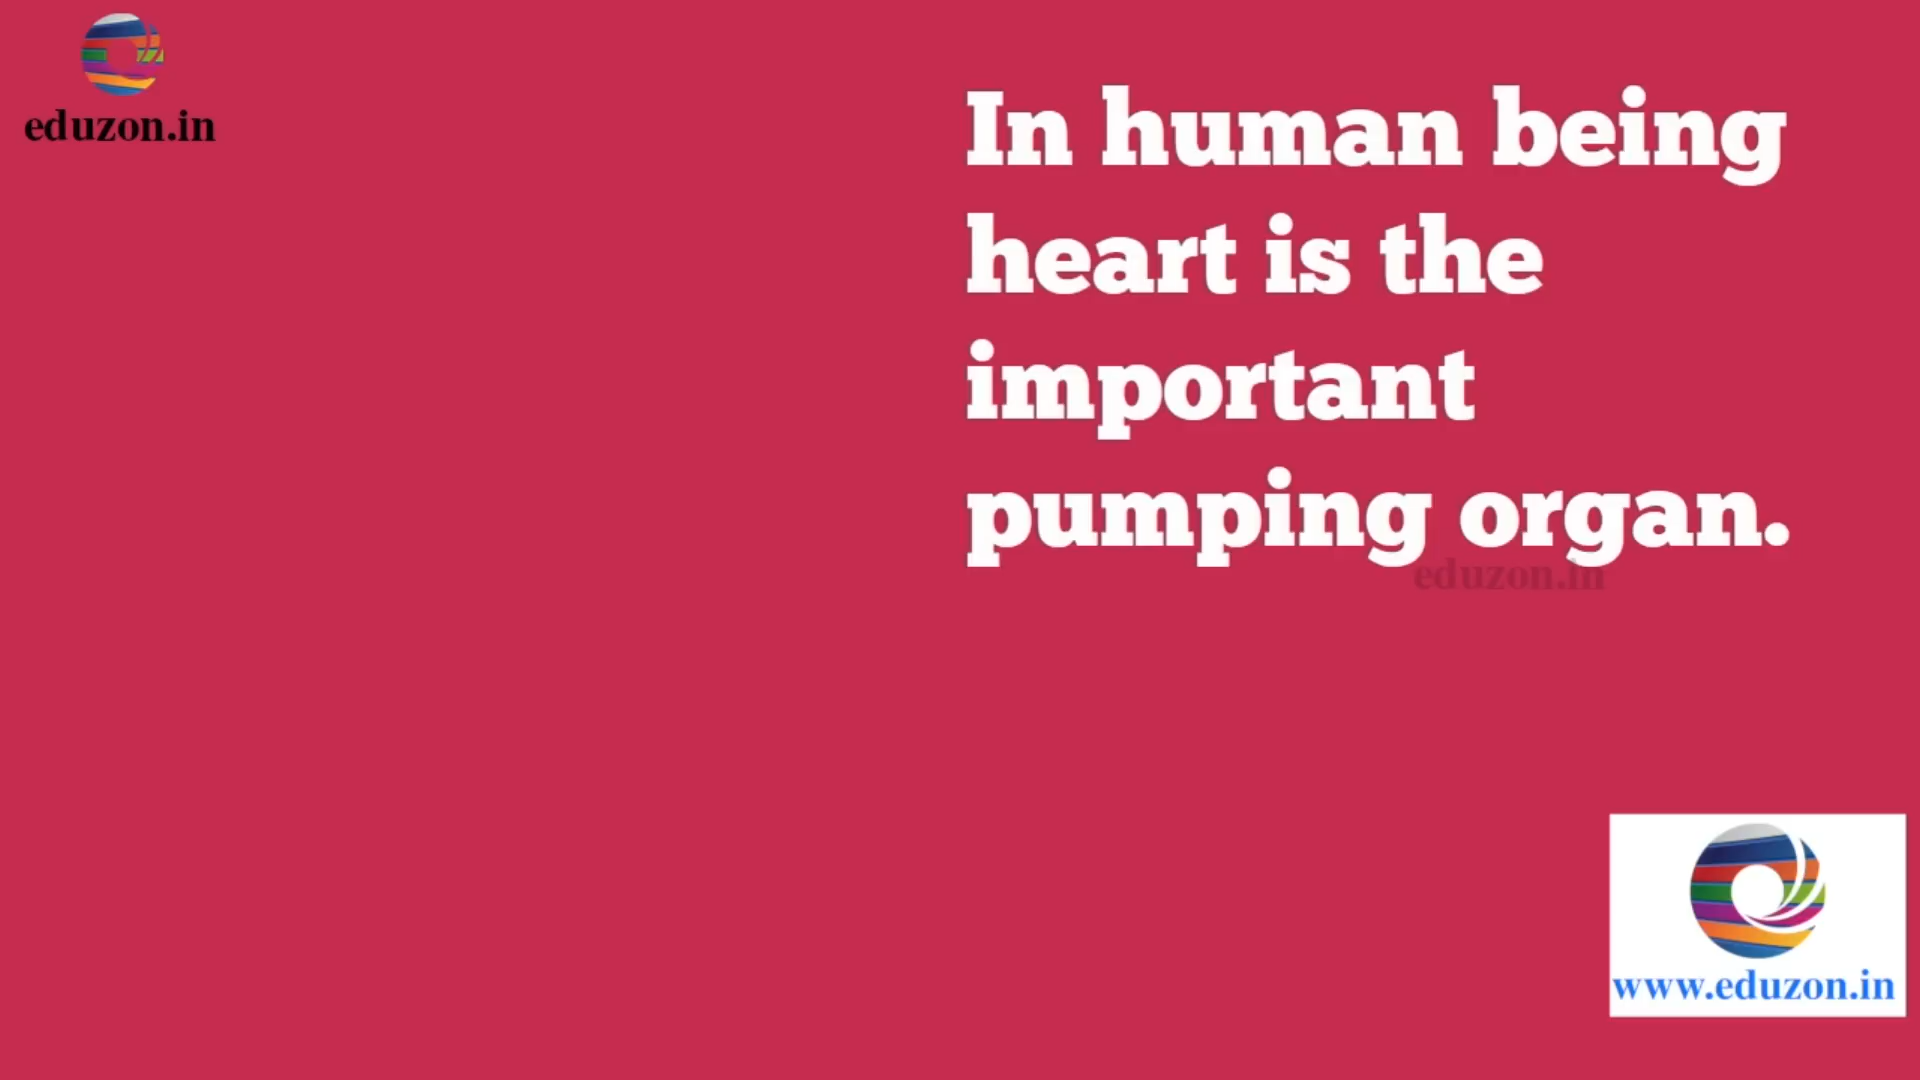 eduzon.in
In human being
heart is the
important
pumping organ.
eduzon.in
www.eduzon.in